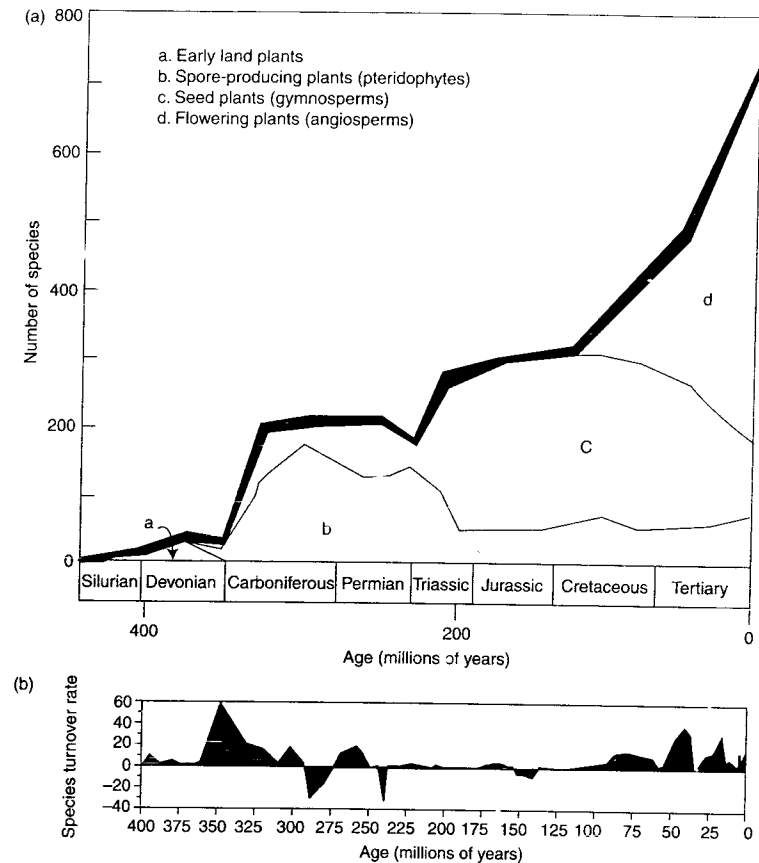 (a)
800
600
400
200
0
Number of species
a. Early land plants
b. Spore-producing plants (pteridophytes)
c. Seed plants (gymnosperms)
d. Flowering plants (angiosperms)
a
b
C
d
Silurian Devonian Carboniferous Permian Triassic Jurassic Cretaceous Tertiary
400 200 0
Age (millions of years)
(b)
60
40
20
0
−20
−40
Species turnover rate
400 375 350 325 300 275 250 225 200 175 150 125 100 75 50 25 0
Age (millions of years)